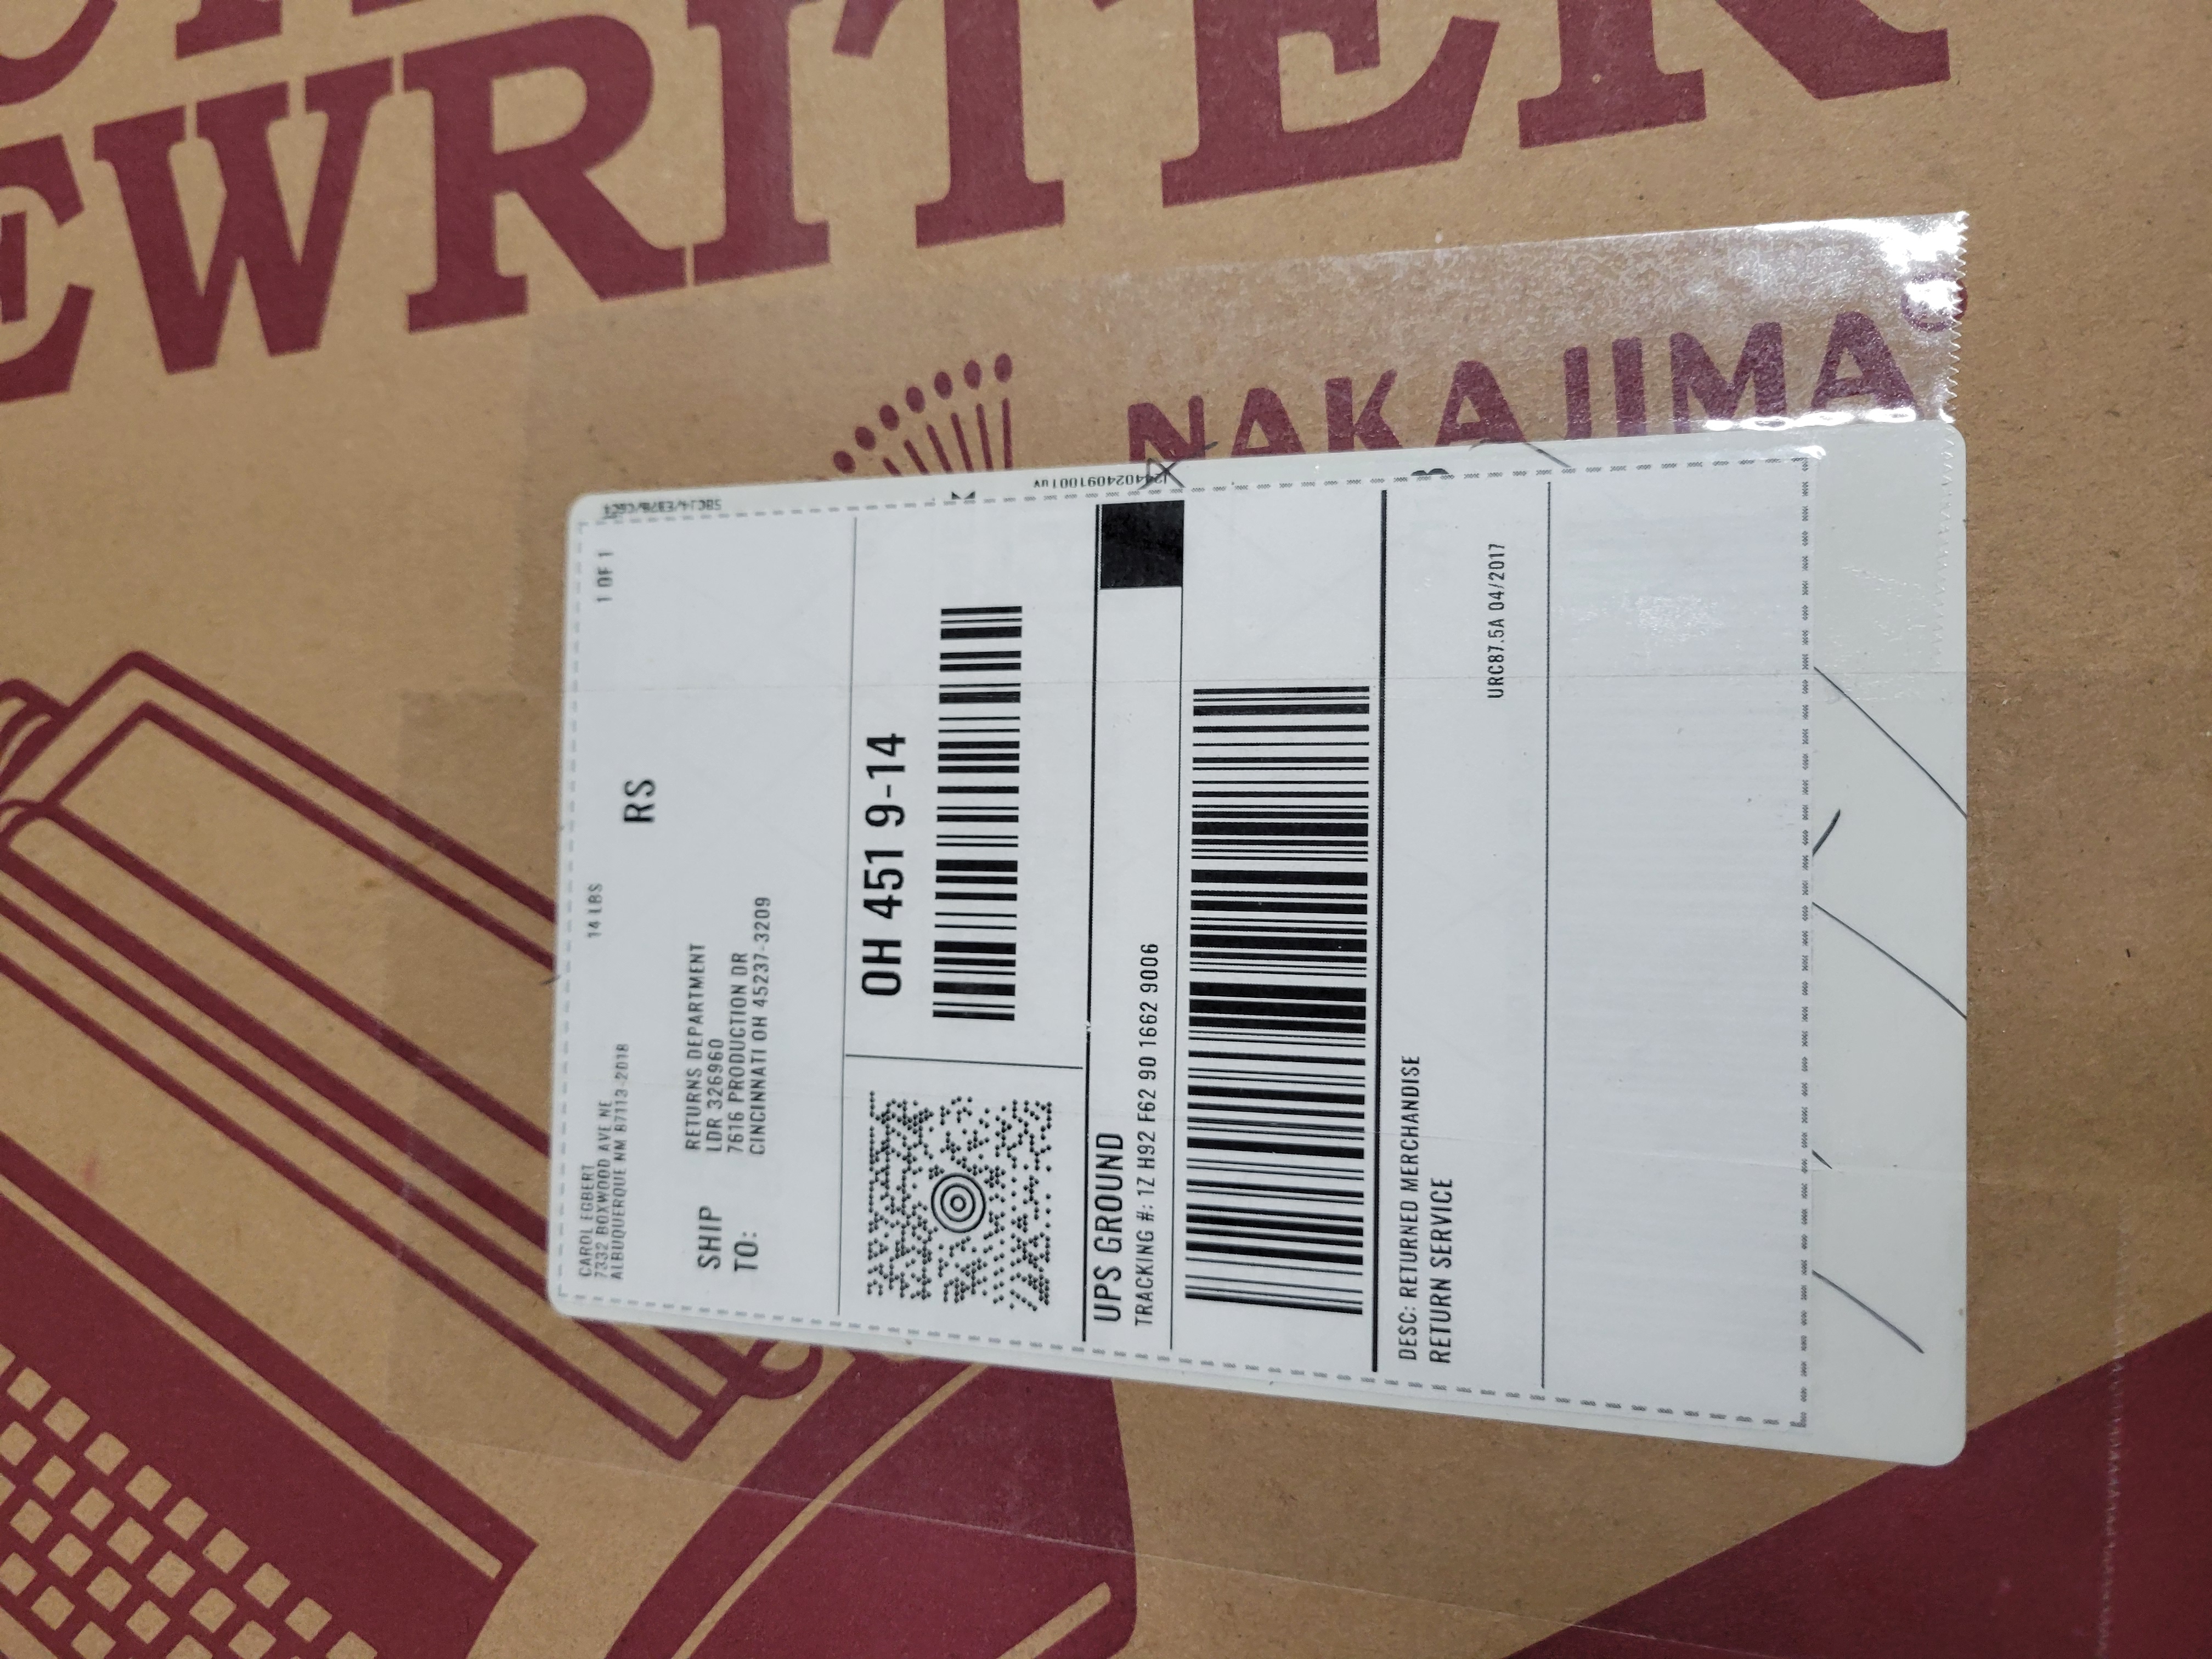 EWRITER
NAKAJIMA
CAROL EGBERT
7332 BOXWOOD AVE NE
ALBUQUERQUE NM 87113-2018
14 LBS
1 OF 1
RS
SHIP
TO:
RETURNS DEPARTMENT
LDR 326960
7616 PRODUCTION DR
CINCINNATI OH 45237-3209
OH 451 9-14
UPS GROUND
TRACKING #: 1Z H92 F62 90 1662 9006
DESC: RETURNED MERCHANDISE
RETURN SERVICE
URC87.5A 04/2017